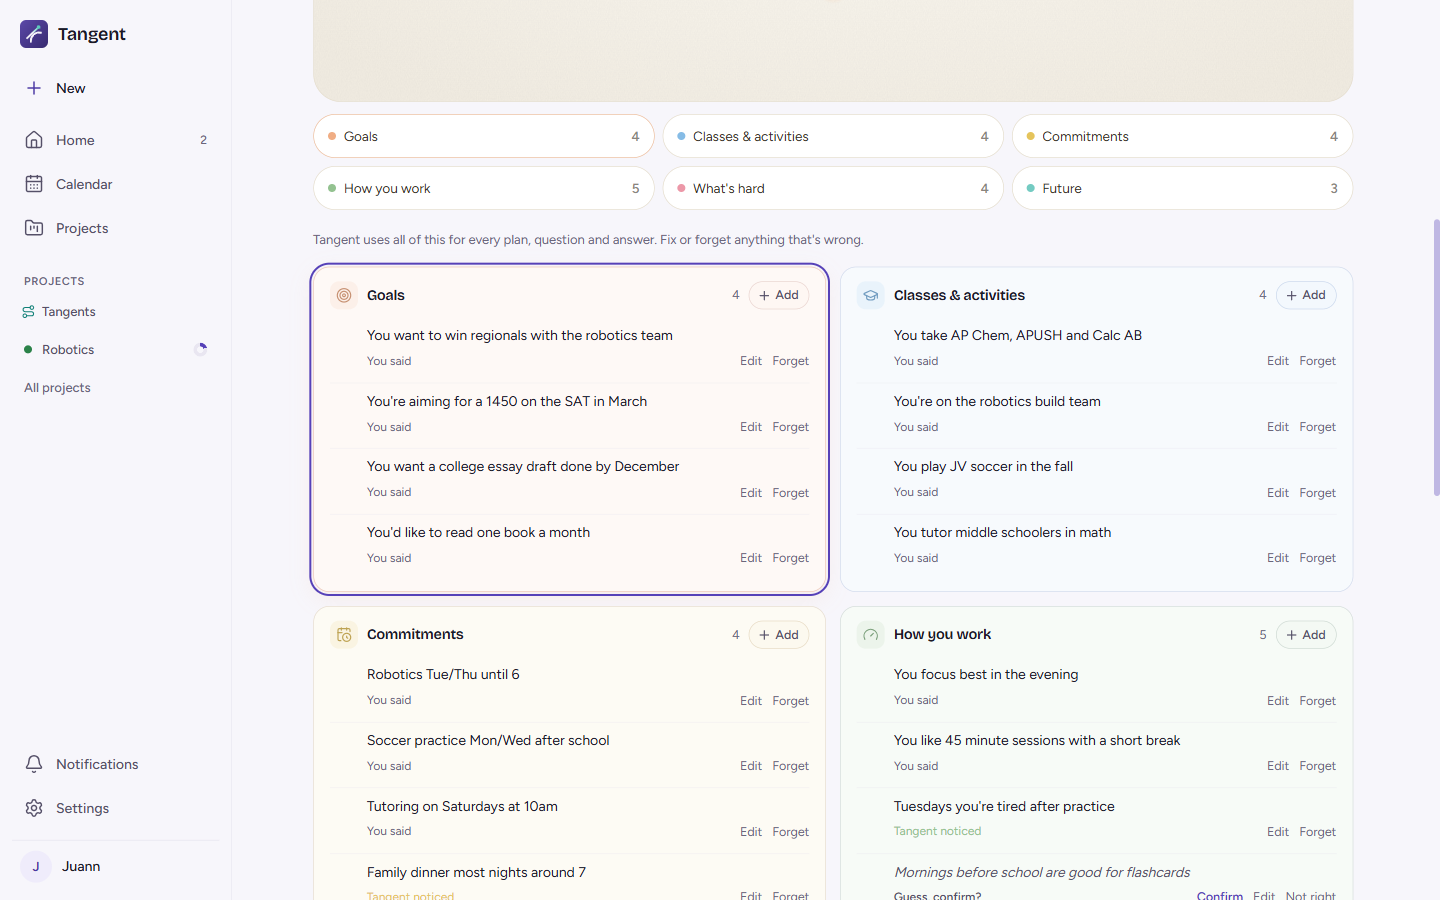 Tangent
New
Home 2
Calendar
Projects
PROJECTS
Tangents
Robotics
All projects
Notifications
Settings
J Juann
Goals 4
Classes & activities 4
Commitments 4
How you work 5
What's hard 4
Future 3
Tangent uses all of this for every plan, question and answer. Fix or forget anything that's wrong.
Goals 4 + Add
You want to win regionals with the robotics team
You said Edit Forget
You're aiming for a 1450 on the SAT in March
You said Edit Forget
You want a college essay draft done by December
You said Edit Forget
You'd like to read one book a month
You said Edit Forget
Classes & activities 4 + Add
You take AP Chem, APUSH and Calc AB
You said Edit Forget
You're on the robotics build team
You said Edit Forget
You play JV soccer in the fall
You said Edit Forget
You tutor middle schoolers in math
You said Edit Forget
Commitments 4 + Add
Robotics Tue/Thu until 6
You said Edit Forget
Soccer practice Mon/Wed after school
You said Edit Forget
Tutoring on Saturdays at 10am
You said Edit Forget
Family dinner most nights around 7
Tangent noticed Edit Forget
How you work 5 + Add
You focus best in the evening
You said Edit Forget
You like 45 minute sessions with a short break
You said Edit Forget
Tuesdays you're tired after practice
Tangent noticed Edit Forget
Mornings before school are good for flashcards
Guess, confirm? Confirm Edit Not right